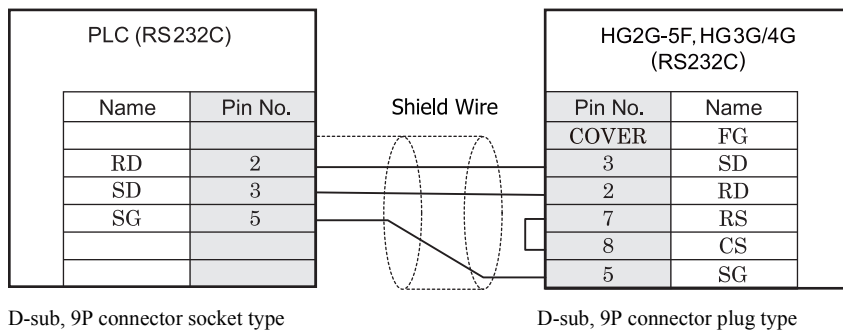 PLC (RS232C)
HG2G-5F, HG3G/4G
(RS232C)
Name Pin No. Shield Wire Pin No. Name
COVER FG
RD 2 3 SD
SD 3 2 RD
SG 5 7 RS
8 CS
5 SG
D-sub, 9P connector socket type D-sub, 9P connector plug type